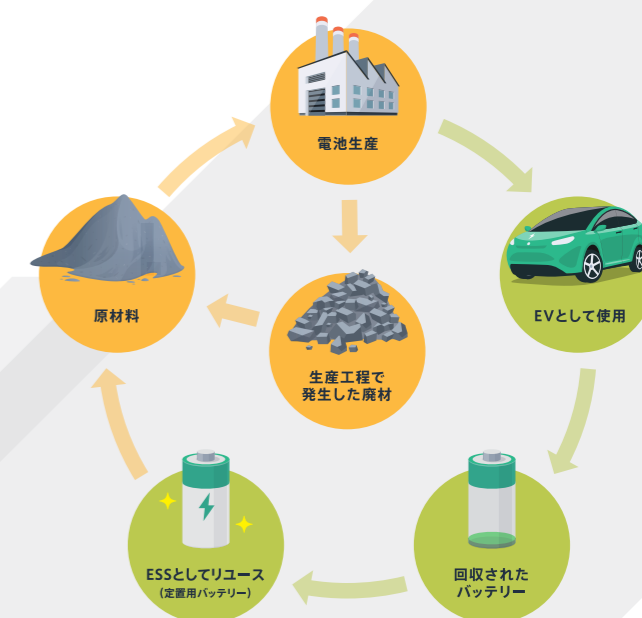 電池生産
原材料
生産工程で
発生した廃材
EVとして使用
ESSとしてリユース
(定置用バッテリー)
回収された
バッテリー